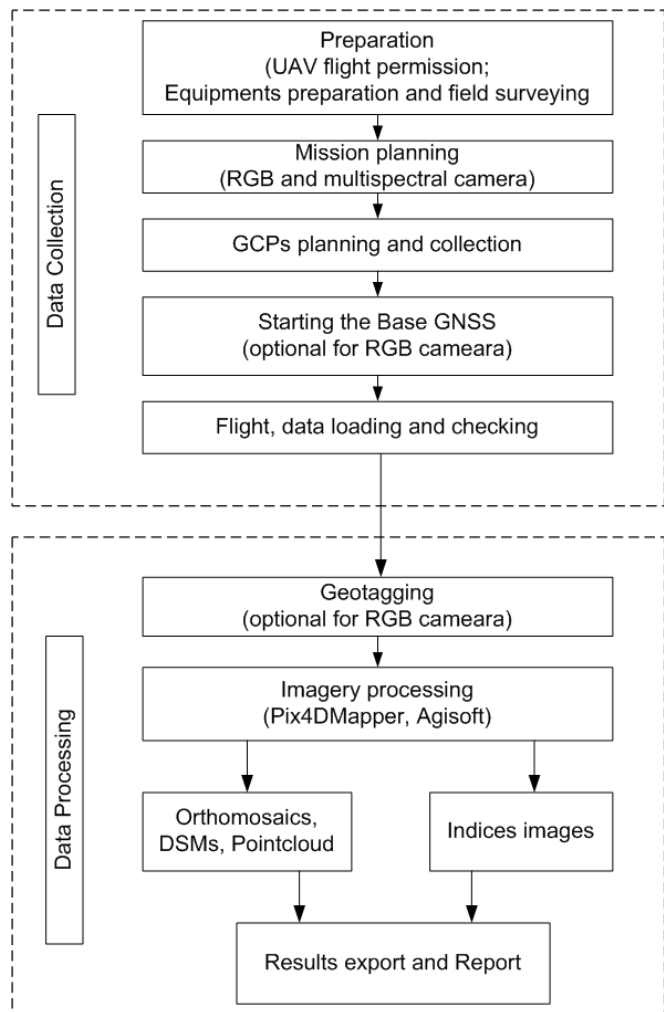 Preparation
(UAV flight permission;
Equipments preparation and field surveying
Data Collection
Mission planning
(RGB and multispectral camera)
GCPs planning and collection
Starting the Base GNSS
(optional for RGB cameara)
Flight, data loading and checking
Geotagging
(optional for RGB cameara)
Data Processing
Imagery processing
(Pix4DMapper, Agisoft)
Orthomosaics,
DSMs, Pointcloud
Indices images
Results export and Report